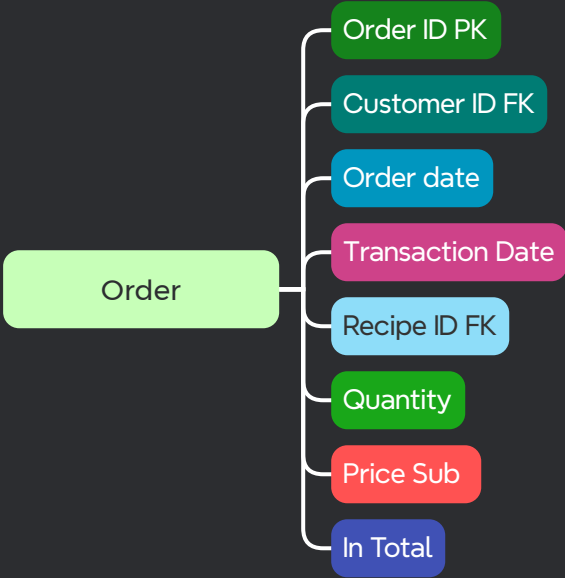 Order ID PK
Customer ID FK
Order date
Transaction Date
Order
Recipe ID FK
Quantity
Price Sub
In Total